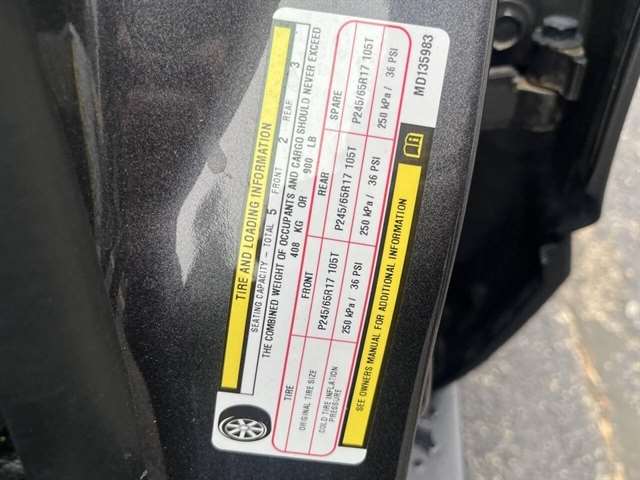 TIRE AND LOADING INFORMATION
SEATING CAPACITY - TOTAL 5 FRONT 2 REAR 3
THE COMBINED WEIGHT OF OCCUPANTS AND CARGO SHOULD NEVER EXCEED
408 KG OR 900 LB
TIRE FRONT REAR SPARE
ORIGINAL TIRE SIZE P245/65R17 105T P245/65R17 105T P245/65R17 105T
COLD TIRE INFLATION PRESSURE 250 kPa / 36 PSI 250 kPa / 36 PSI 250 kPa / 36 PSI
SEE OWNERS MANUAL FOR ADDITIONAL INFORMATION
MD135983